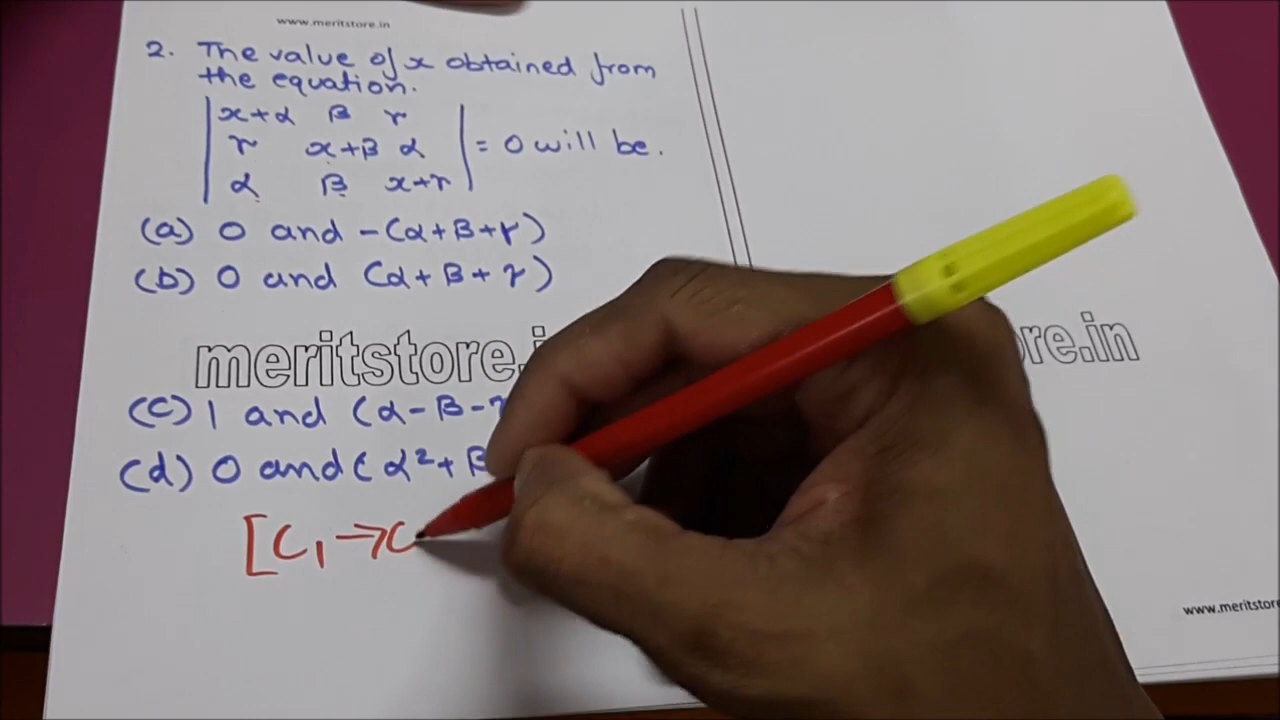 www.meritstore.in
2. The value of x obtained from
the equation.
| x+α β r |
| r x+β α | = 0 will be.
| α β x+r |
(a) 0 and -(α+β+r)
(b) 0 and (α+β+r)
meritstore.i
ore.in
(c) 1 and (α-β-r
(d) 0 and (α²+β
[C₁→C
www.meritstore